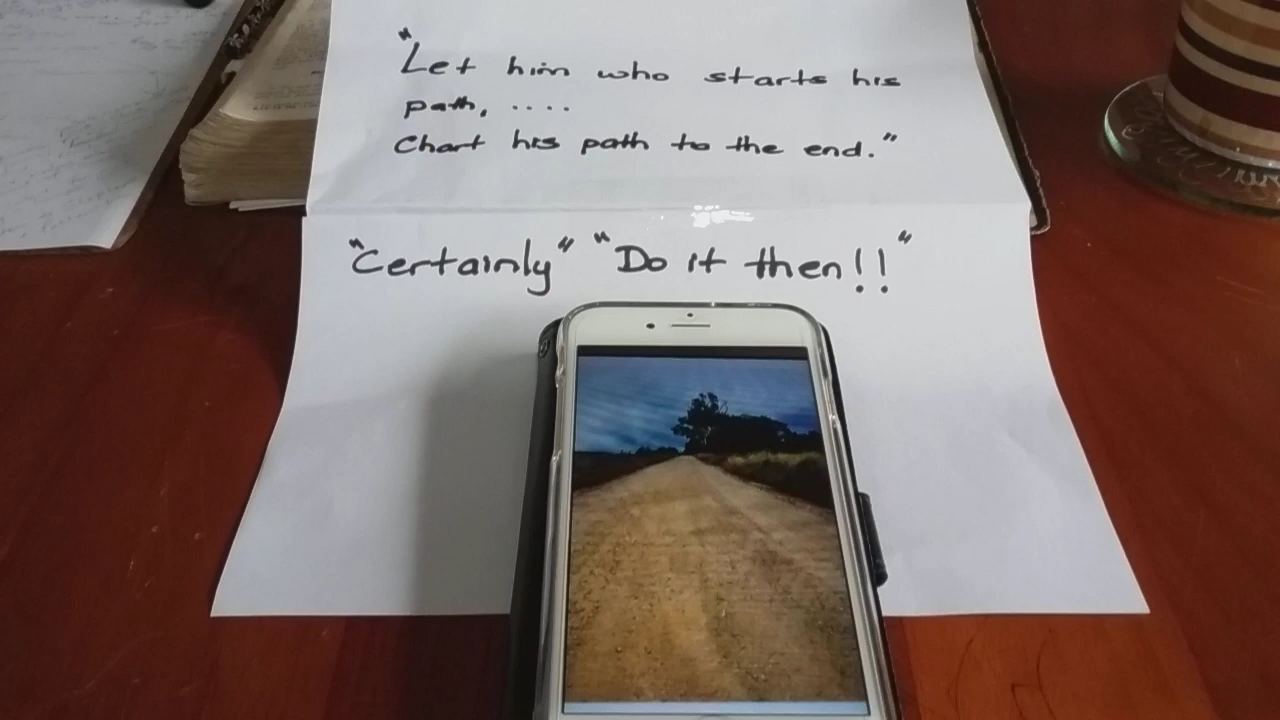 "Let him who starts his
path, ....
Chart his path to the end."
"Certainly" "Do it then!!"